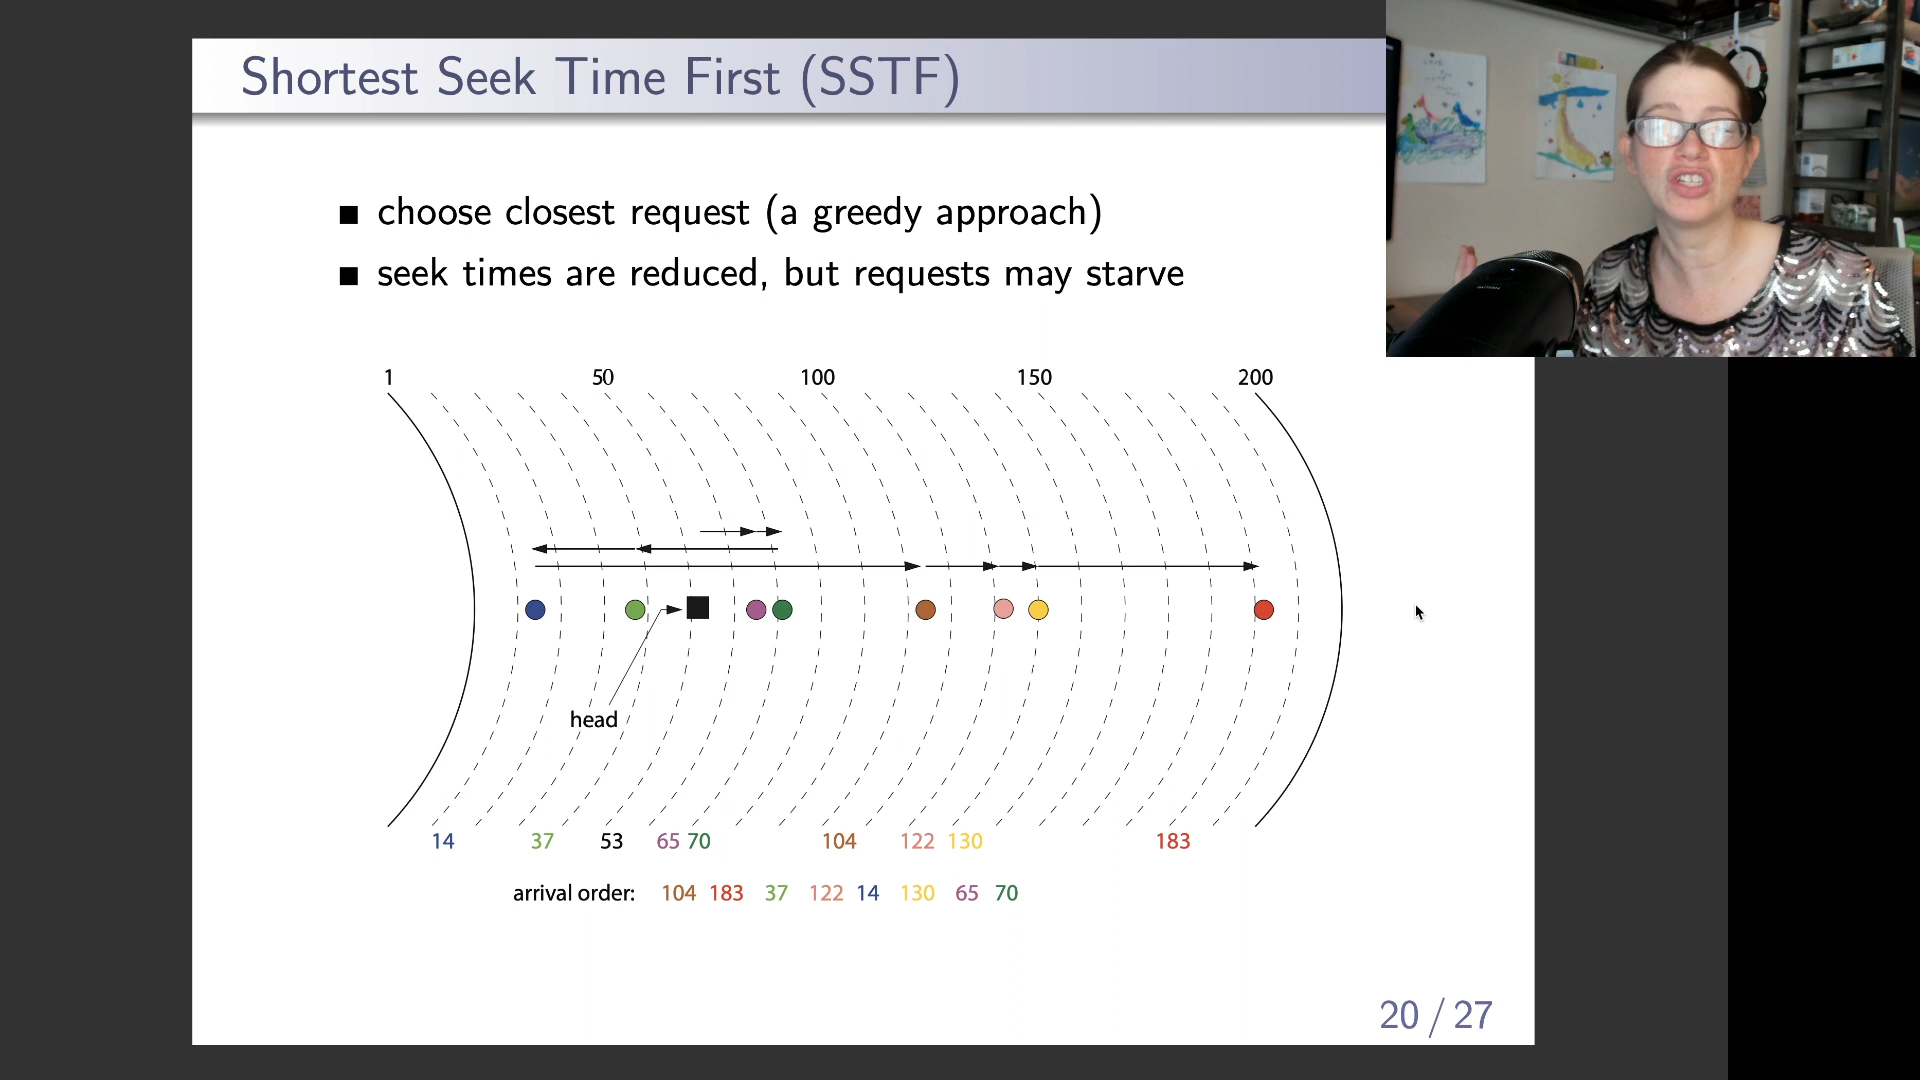 Shortest Seek Time First (SSTF)
choose closest request (a greedy approach)
seek times are reduced, but requests may starve
1 50 100 150 200
head
14 37 53 65 70 104 122 130 183
arrival order: 104 183 37 122 14 130 65 70
20 / 27